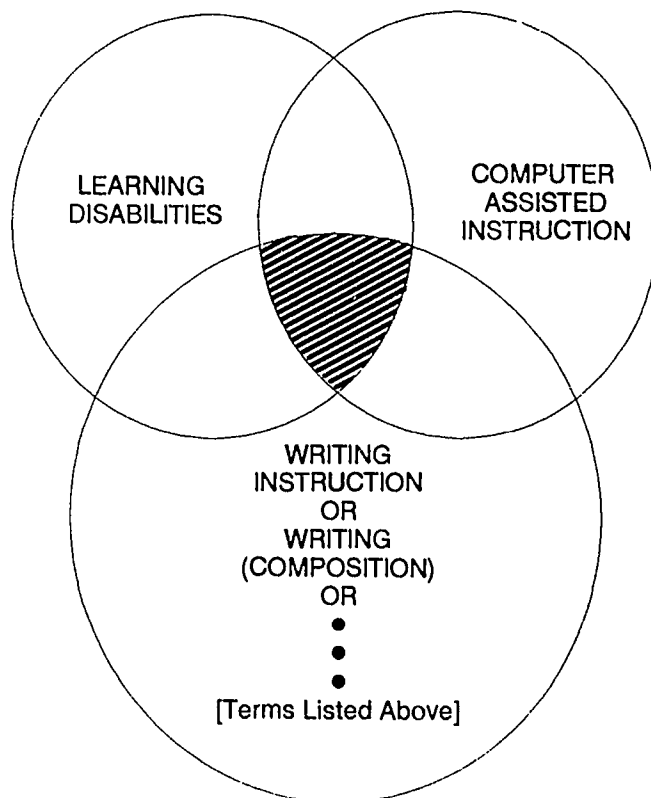 LEARNING
DISABILITIES
COMPUTER
ASSISTED
INSTRUCTION
WRITING
INSTRUCTION
OR
WRITING
(COMPOSITION)
OR
•
•
•
[Terms Listed Above]